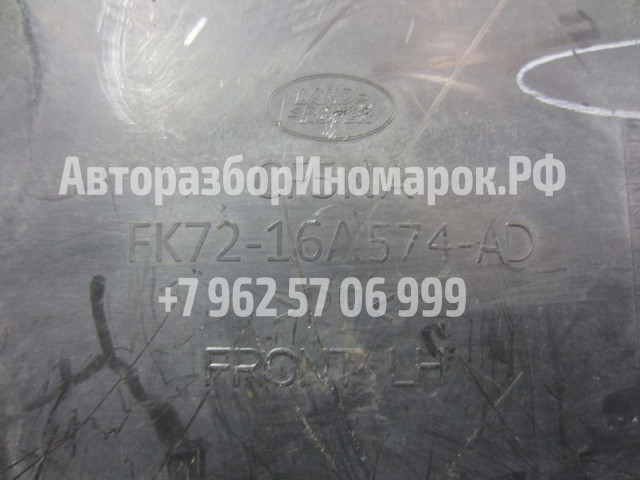 LAND
ROVER
АвторазборИномарок.РФ
FK72-16A574-AD
+7 962 57 06 999
FRONT LH